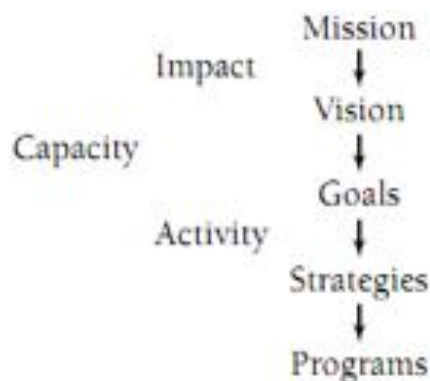 Mission
Impact
Vision
Capacity
Goals
Activity
Strategies
Programs